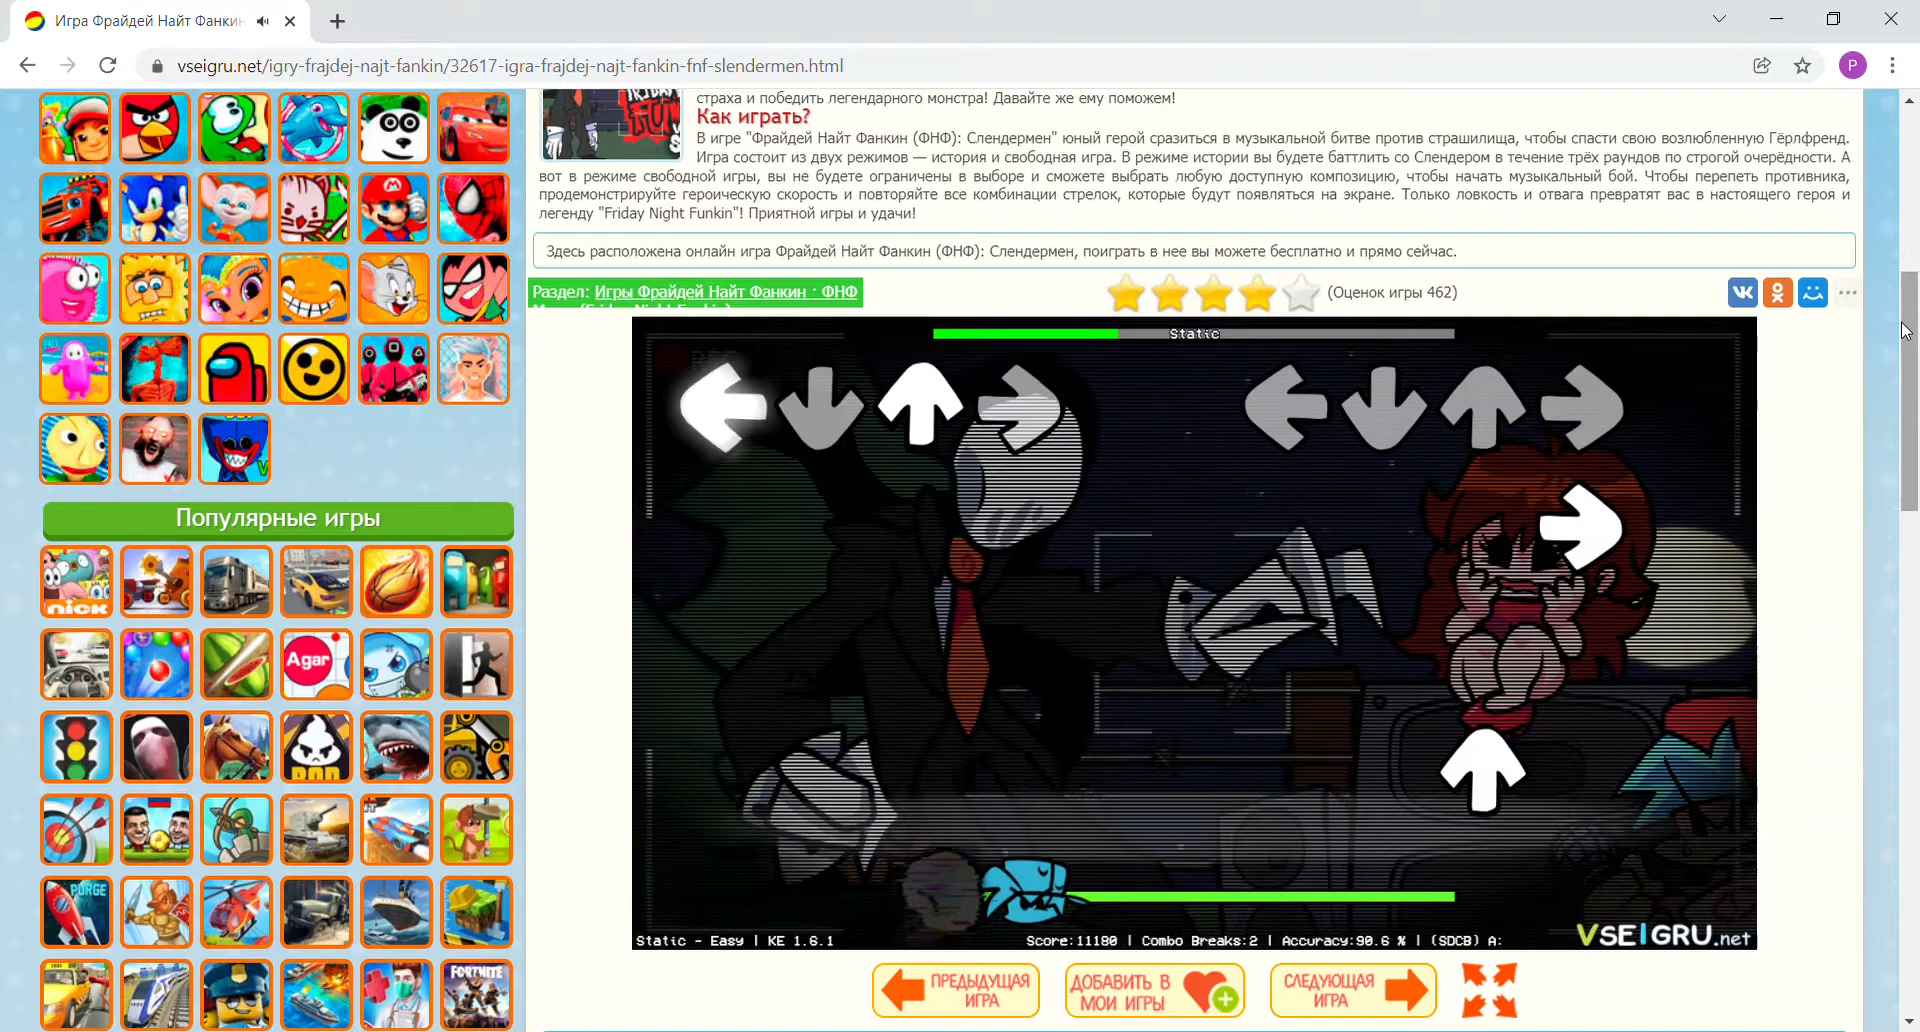 Игра Фрайдей Найт Фанкин
vseigru.net/igry-frajdej-najt-fankin/32617-igra-frajdej-najt-fankin-fnf-slendermen.html
P
страха и победить легендарного монстра! Давайте же ему поможем!
Как играть?
В игре "Фрайдей Найт Фанкин (ФНФ): Слендермен" юный герой сразиться в музыкальной битве против страшилища, чтобы спасти свою возлюбленную Гёрлфренд.
Игра состоит из двух режимов — история и свободная игра. В режиме истории вы будете баттлить со Слендером в течение трёх раундов по строгой очерёдности. А
вот в режиме свободной игры, вы не будете ограничены в выборе и сможете выбрать любую доступную композицию, чтобы начать музыкальный бой. Чтобы перепеть противника,
продемонстрируйте героическую скорость и повторяйте все комбинации стрелок, которые будут появляться на экране. Только ловкость и отвага превратят вас в настоящего героя и
легенду "Friday Night Funkin"! Приятной игры и удачи!
Здесь расположена онлайн игра Фрайдей Найт Фанкин (ФНФ): Слендермен, поиграть в нее вы можете бесплатно и прямо сейчас.
Раздел: Игры Фрайдей Найт Фанкин · ФНФ
(Оценок игры 462)
Static
Популярные игры
nick
Agar
PURGE
FORTNITE
Static - Easy | KE 1.6.1
Score:11180 | Combo Breaks:2 | Accuracy:90.6 % | (SDCB) A:
VSEIGRU.net
ПРЕДЫДУЩАЯ
ИГРА
ДОБАВИТЬ В
МОИ ИГРЫ
СЛЕДУЮЩАЯ
ИГРА